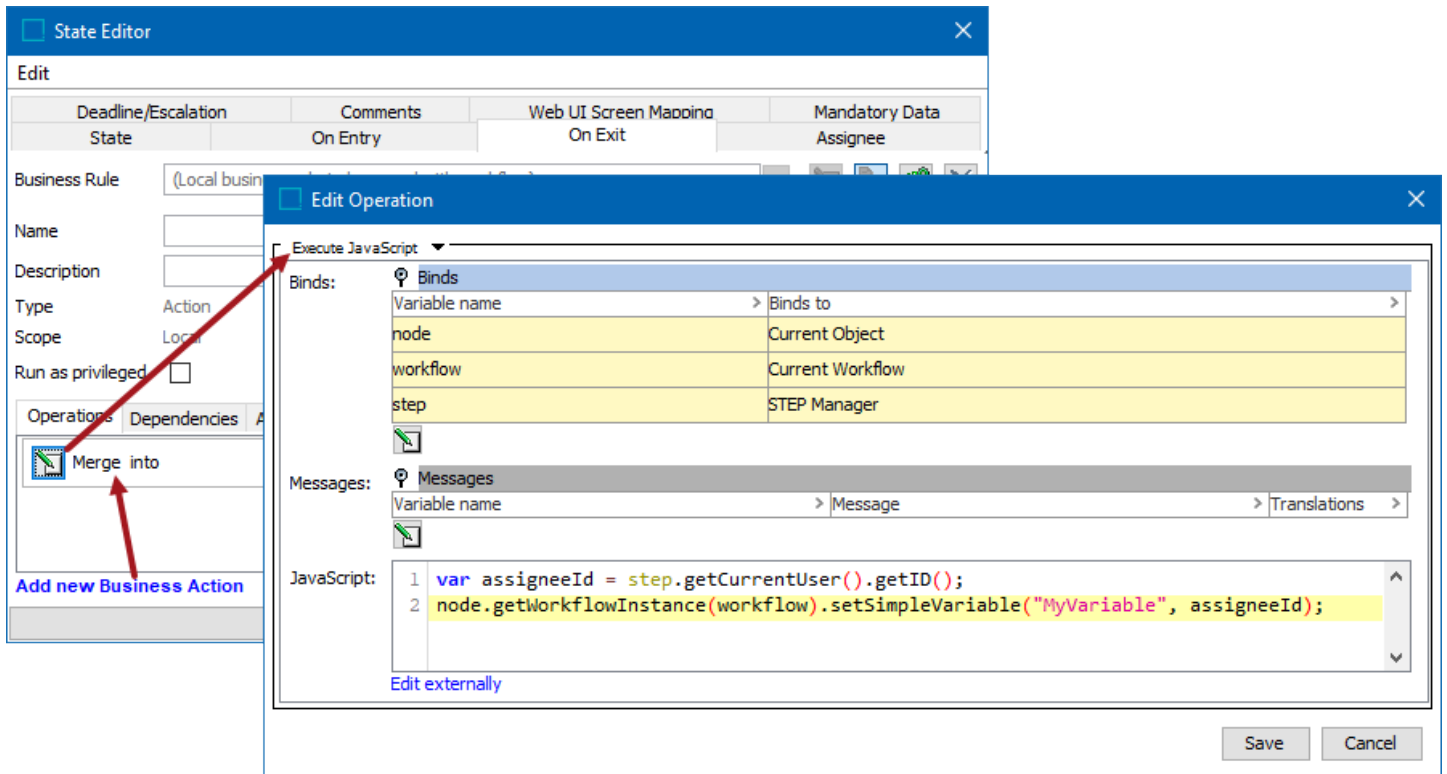 State Editor
Edit
Deadline/Escalation Comments Web UI Screen Mapping Mandatory Data
State On Entry On Exit Assignee
Business Rule (Local busin
Name
Description
Type Action
Scope Local
Run as privileged
Operations Dependencies A
Merge into
Add new Business Action
Edit Operation
Execute JavaScript
Binds: Binds
Variable name > Binds to >
node Current Object
workflow Current Workflow
step STEP Manager
Messages: Messages
Variable name > Message > Translations >
JavaScript: 1 var assigneeId = step.getCurrentUser().getID();
2 node.getWorkflowInstance(workflow).setSimpleVariable("MyVariable", assigneeId);
Edit externally
Save Cancel